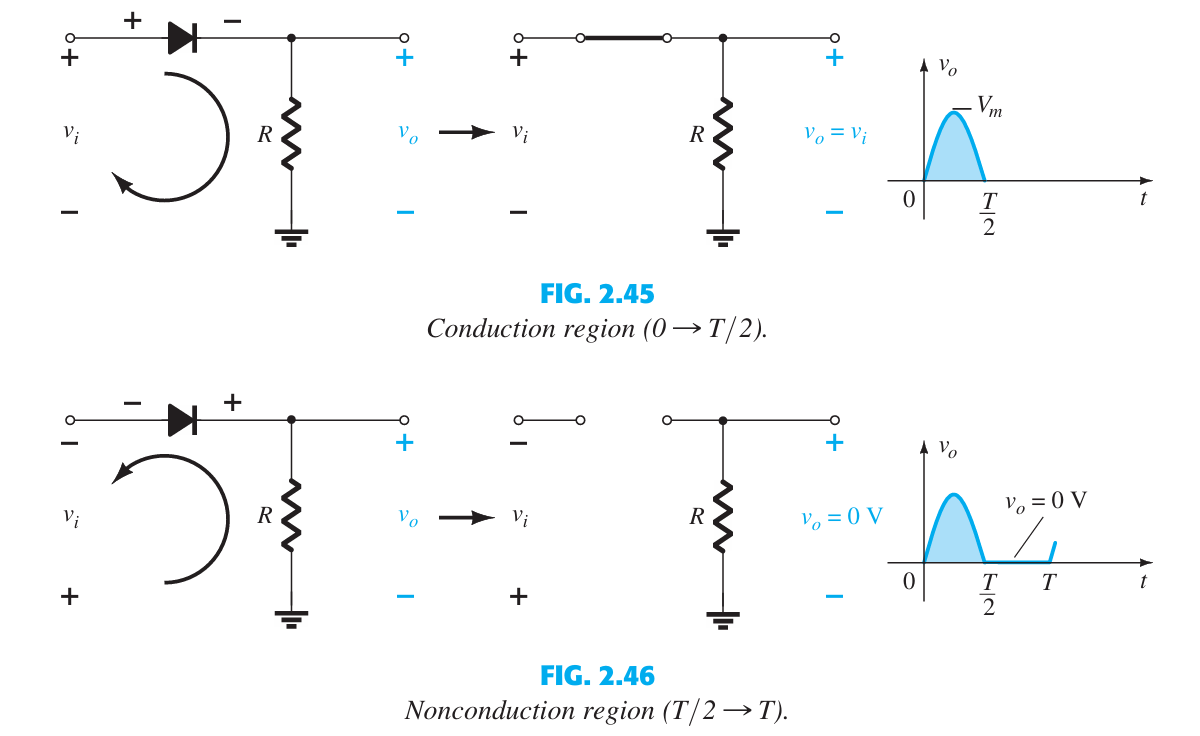 + −
+ + + +
v_o
V_m
v_i R v_o v_i R v_o = v_i
0 T/2 t
− − − −
FIG. 2.45
Conduction region (0 → T/2).
− +
− + − +
v_o
v_o = 0 V
v_i R v_o v_i R v_o = 0 V
0 T/2 T t
+ − + −
FIG. 2.46
Nonconduction region (T/2 → T).